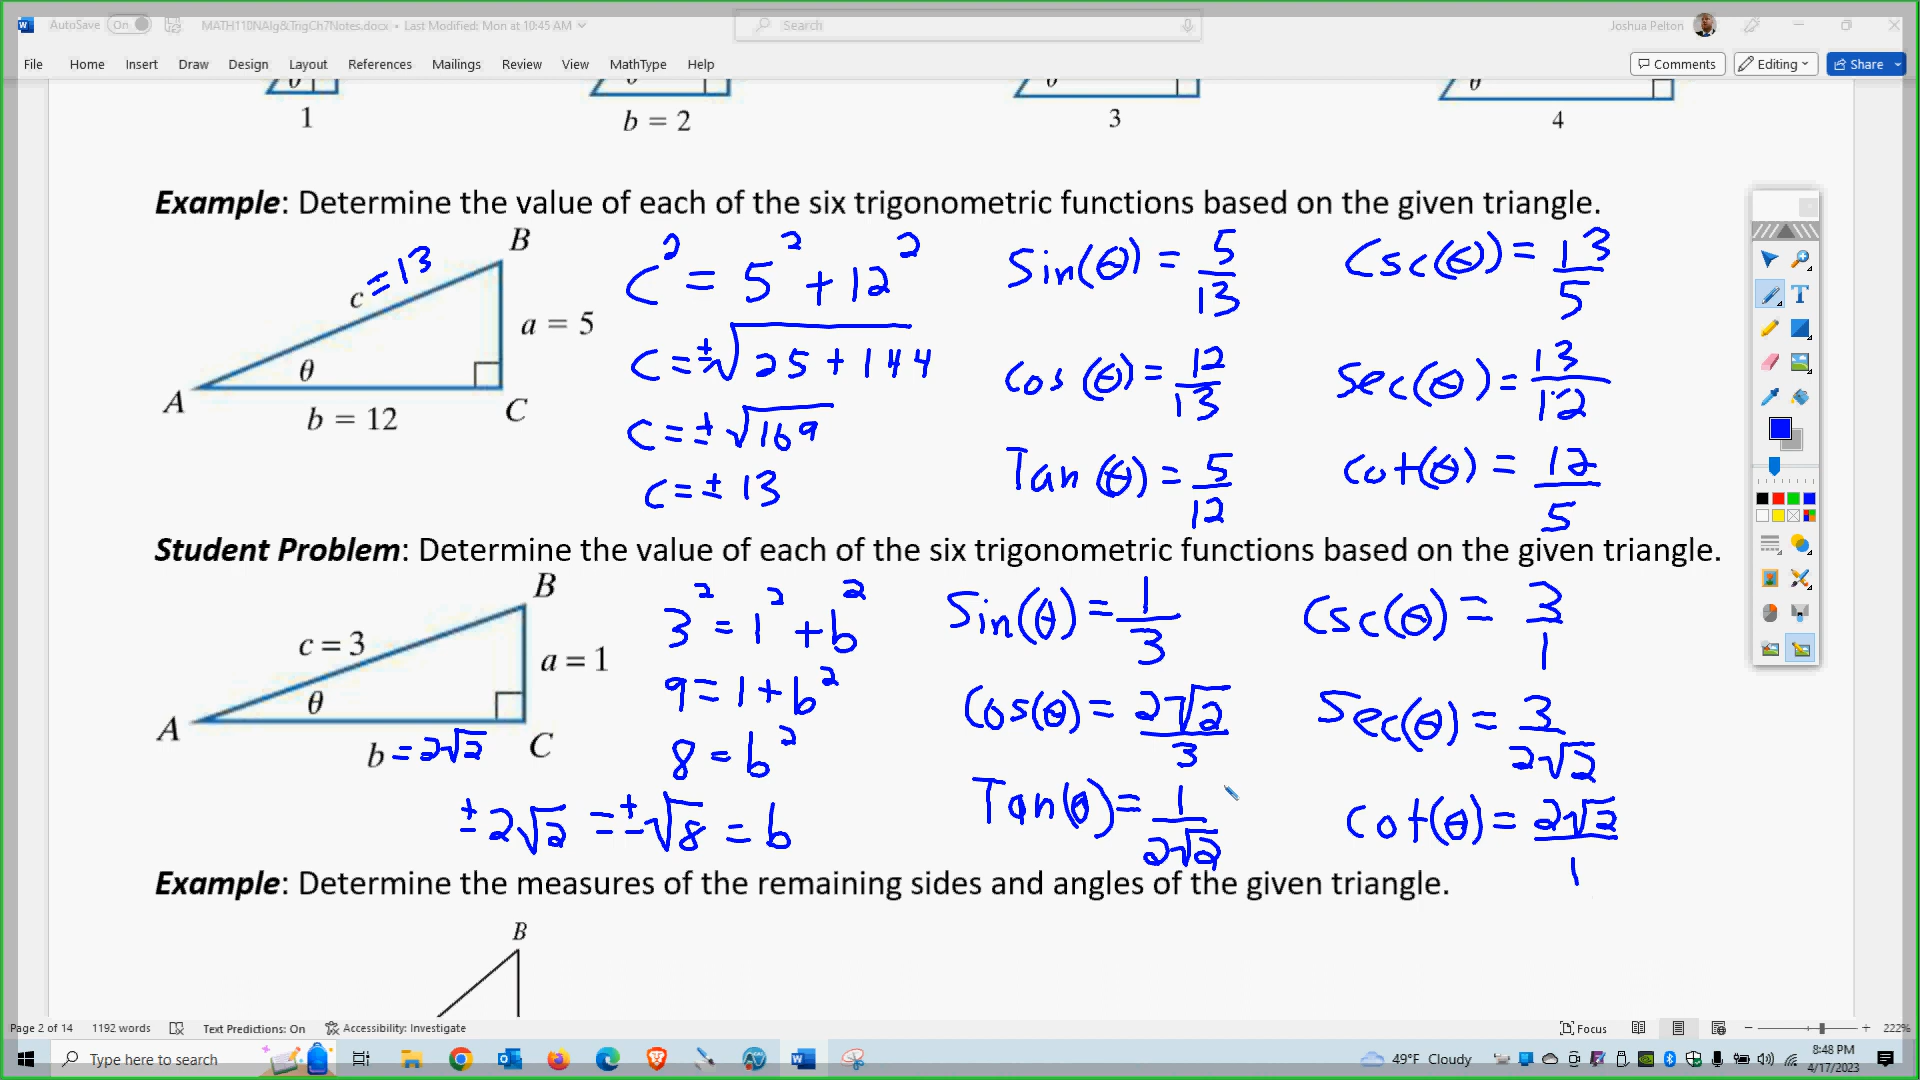 AutoSave On MATH110NAlg&TrigCh7Notes.docx • Last Modified: Mon at 10:45 AM Search Joshua Pelton
File Home Insert Draw Design Layout References Mailings Review View MathType Help Comments Editing Share
θ θ θ θ
1 b = 2 3 4
Example: Determine the value of each of the six trigonometric functions based on the given triangle.
B
c = 13
a = 5
θ
A
b = 12
C
c² = 5² + 12²
c = ±√25 + 144
c = ±√169
c = ± 13
Sin(θ) = 5/13
Cos(θ) = 12/13
Tan(θ) = 5/12
Csc(θ) = 13/5
Sec(θ) = 13/12
Cot(θ) = 12/5
Student Problem: Determine the value of each of the six trigonometric functions based on the given triangle.
B
c = 3
a = 1
θ
A
b = 2√2
C
3² = 1² + b²
9 = 1 + b²
8 = b²
± 2√2 = ±√8 = b
Sin(θ) = 1/3
Cos(θ) = 2√2/3
Tan(θ) = 1/2√2
Csc(θ) = 3/1
Sec(θ) = 3/2√2
Cot(θ) = 2√2/1
Example: Determine the measures of the remaining sides and angles of the given triangle.
B
Page 2 of 14 1192 words Text Predictions: On Accessibility: Investigate Focus 222%
Type here to search 49°F Cloudy 8:48 PM
4/17/2023